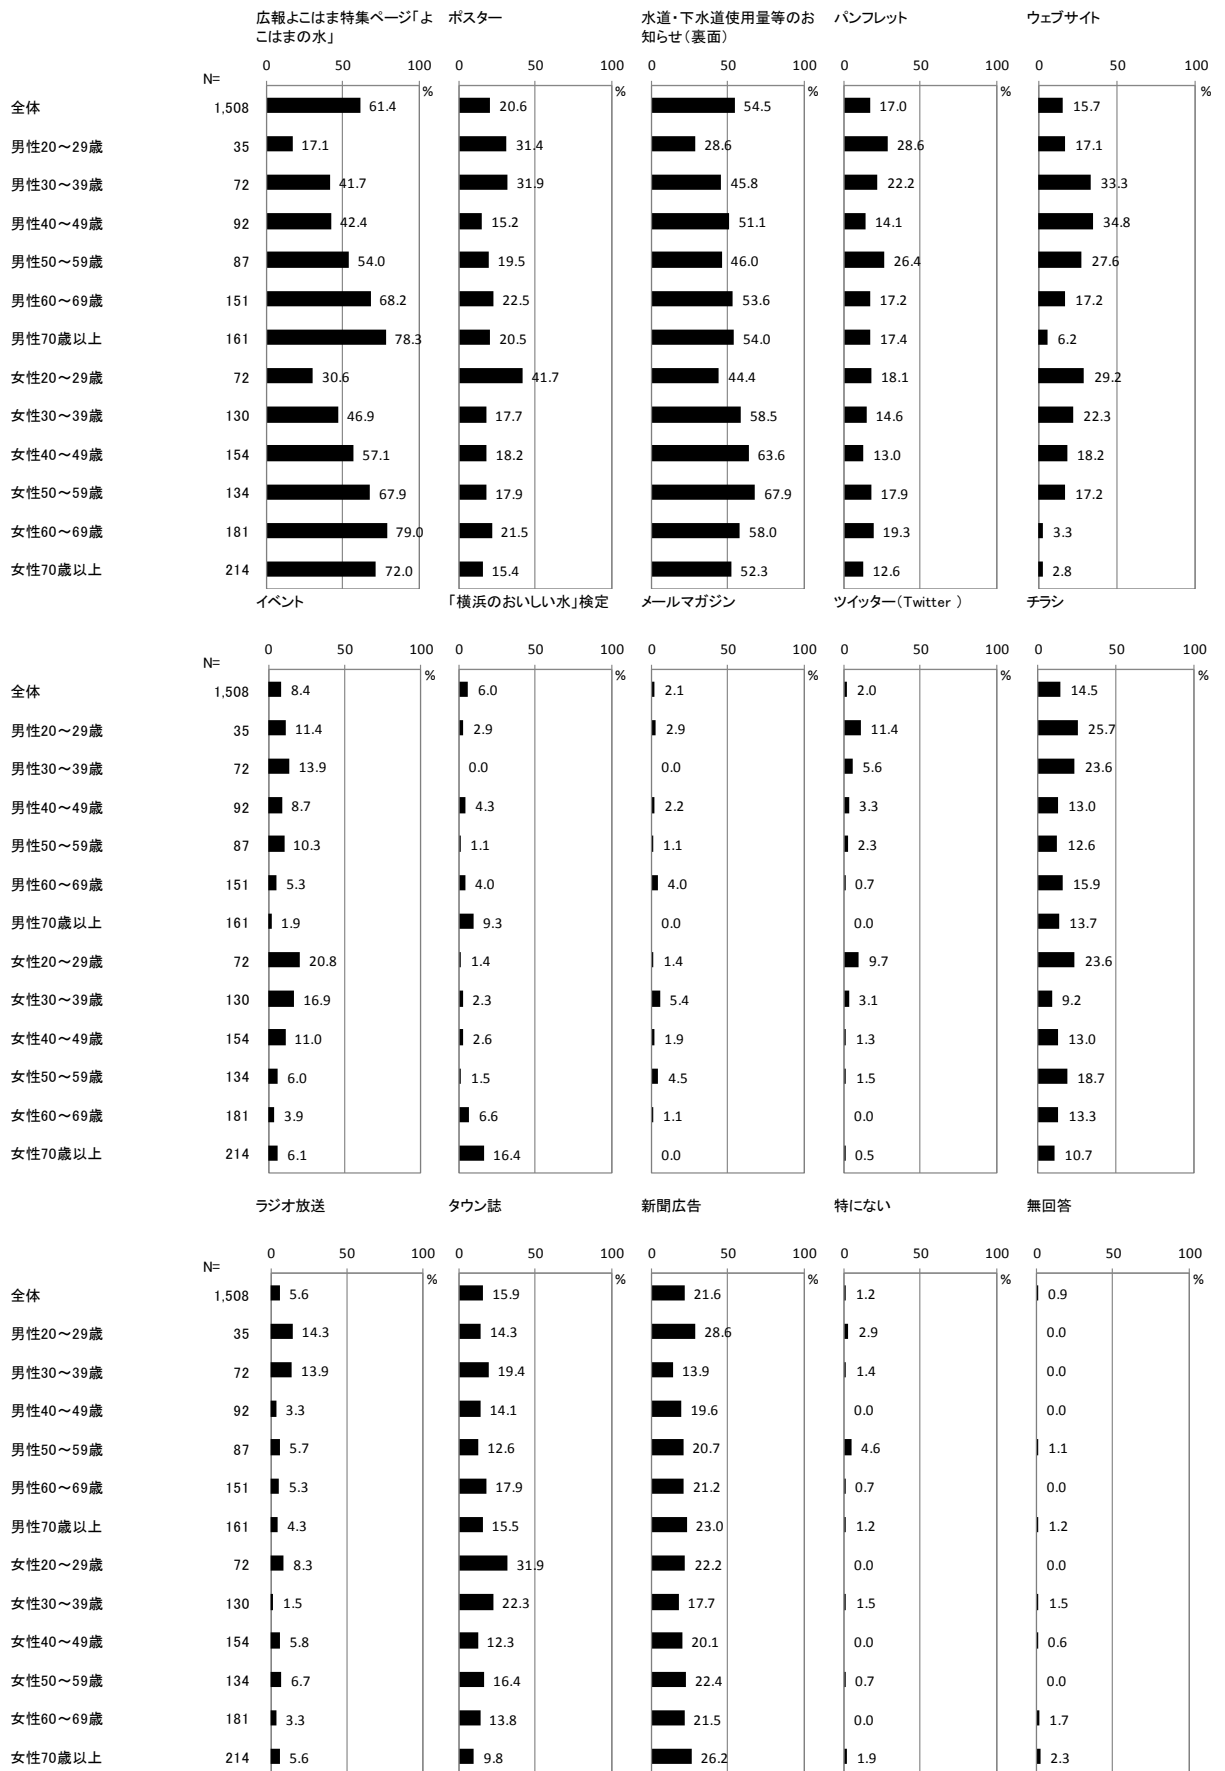 広報よこはま特集ページ「よ ポスター 水道・下水道使用量等のお パンフレット ウェブサイト
こはまの水」 知らせ（裏面）
0 50 100 0 50 100 0 50 100 0 50 100 0 50 100
N= % % % % %
全体 1,508 61.4 20.6 54.5 17.0 15.7
男性20～29歳 35 17.1 31.4 28.6 28.6 17.1
男性30～39歳 72 41.7 31.9 45.8 22.2 33.3
男性40～49歳 92 42.4 15.2 51.1 14.1 34.8
男性50～59歳 87 54.0 19.5 46.0 26.4 27.6
男性60～69歳 151 68.2 22.5 53.6 17.2 17.2
男性70歳以上 161 78.3 20.5 54.0 17.4 6.2
女性20～29歳 72 30.6 41.7 44.4 18.1 29.2
女性30～39歳 130 46.9 17.7 58.5 14.6 22.3
女性40～49歳 154 57.1 18.2 63.6 13.0 18.2
女性50～59歳 134 67.9 17.9 67.9 17.9 17.2
女性60～69歳 181 79.0 21.5 58.0 19.3 3.3
女性70歳以上 214 72.0 15.4 52.3 12.6 2.8
イベント 「横浜のおいしい水」検定 メールマガジン ツイッター（Twitter ） チラシ
0 50 100 0 50 100 0 50 100 0 50 100 0 50 100
N= % % % % %
全体 1,508 8.4 6.0 2.1 2.0 14.5
男性20～29歳 35 11.4 2.9 2.9 11.4 25.7
男性30～39歳 72 13.9 0.0 0.0 5.6 23.6
男性40～49歳 92 8.7 4.3 2.2 3.3 13.0
男性50～59歳 87 10.3 1.1 1.1 2.3 12.6
男性60～69歳 151 5.3 4.0 4.0 0.7 15.9
男性70歳以上 161 1.9 9.3 0.0 0.0 13.7
女性20～29歳 72 20.8 1.4 1.4 9.7 23.6
女性30～39歳 130 16.9 2.3 5.4 3.1 9.2
女性40～49歳 154 11.0 2.6 1.9 1.3 13.0
女性50～59歳 134 6.0 1.5 4.5 1.5 18.7
女性60～69歳 181 3.9 6.6 1.1 0.0 13.3
女性70歳以上 214 6.1 16.4 0.0 0.5 10.7
ラジオ放送 タウン誌 新聞広告 特にない 無回答
0 50 100 0 50 100 0 50 100 0 50 100 0 50 100
N= % % % % %
全体 1,508 5.6 15.9 21.6 1.2 0.9
男性20～29歳 35 14.3 14.3 28.6 2.9 0.0
男性30～39歳 72 13.9 19.4 13.9 1.4 0.0
男性40～49歳 92 3.3 14.1 19.6 0.0 0.0
男性50～59歳 87 5.7 12.6 20.7 4.6 1.1
男性60～69歳 151 5.3 17.9 21.2 0.7 0.0
男性70歳以上 161 4.3 15.5 23.0 1.2 1.2
女性20～29歳 72 8.3 31.9 22.2 0.0 0.0
女性30～39歳 130 1.5 22.3 17.7 1.5 1.5
女性40～49歳 154 5.8 12.3 20.1 0.0 0.6
女性50～59歳 134 6.7 16.4 22.4 0.7 0.0
女性60～69歳 181 3.3 13.8 21.5 0.0 1.7
女性70歳以上 214 5.6 9.8 26.2 1.9 2.3